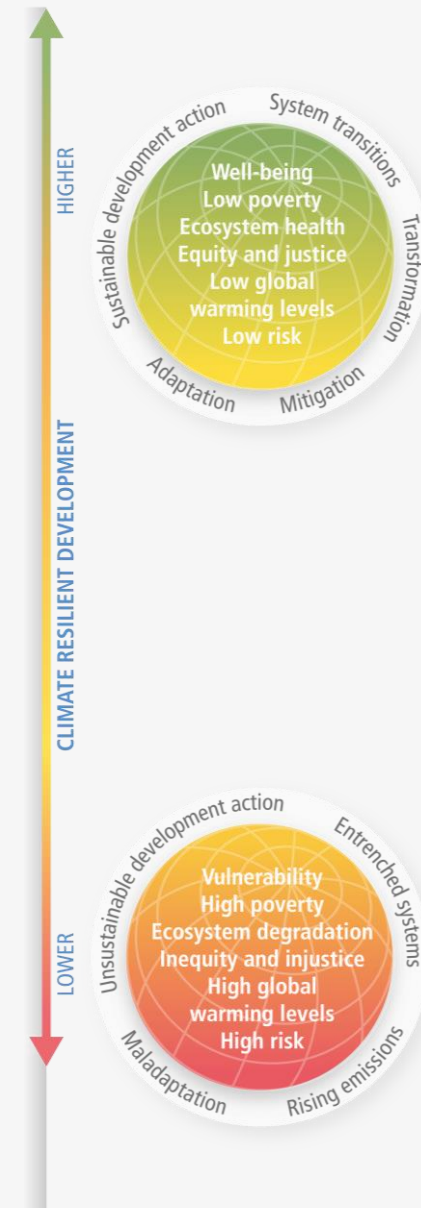 HIGHER
CLIMATE RESILIENT DEVELOPMENT
LOWER
Sustainable development action
System transitions
Transformation
Mitigation
Adaptation
Well-being
Low poverty
Ecosystem health
Equity and justice
Low global
warming levels
Low risk
Unsustainable development action
Entrenched systems
Rising emissions
Maladaptation
Vulnerability
High poverty
Ecosystem degradation
Inequity and injustice
High global
warming levels
High risk